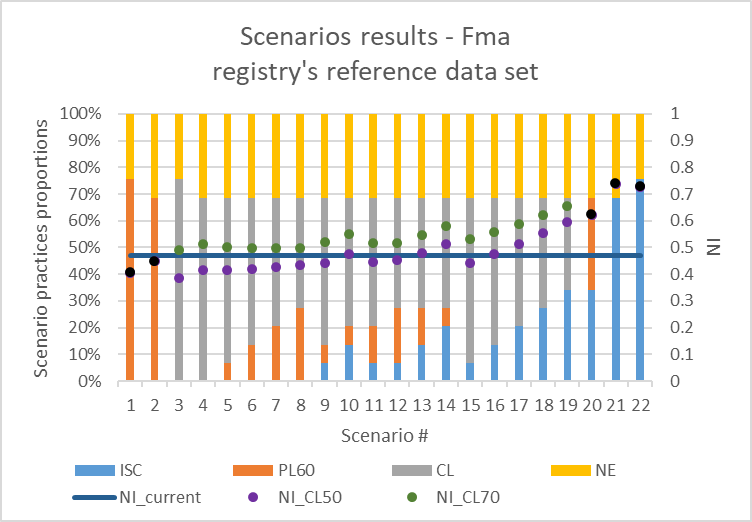 Scenarios results - Fma
registry's reference data set
Scenario practices proportions
100%
90%
80%
70%
60%
50%
40%
30%
20%
10%
0%
1
0.9
0.8
0.7
0.6
0.5
0.4
0.3
0.2
0.1
0
NI
1 2 3 4 5 6 7 8 9 10 11 12 13 14 15 16 17 18 19 20 21 22
Scenario #
ISC PL60 CL NE
NI_current NI_CL50 NI_CL70